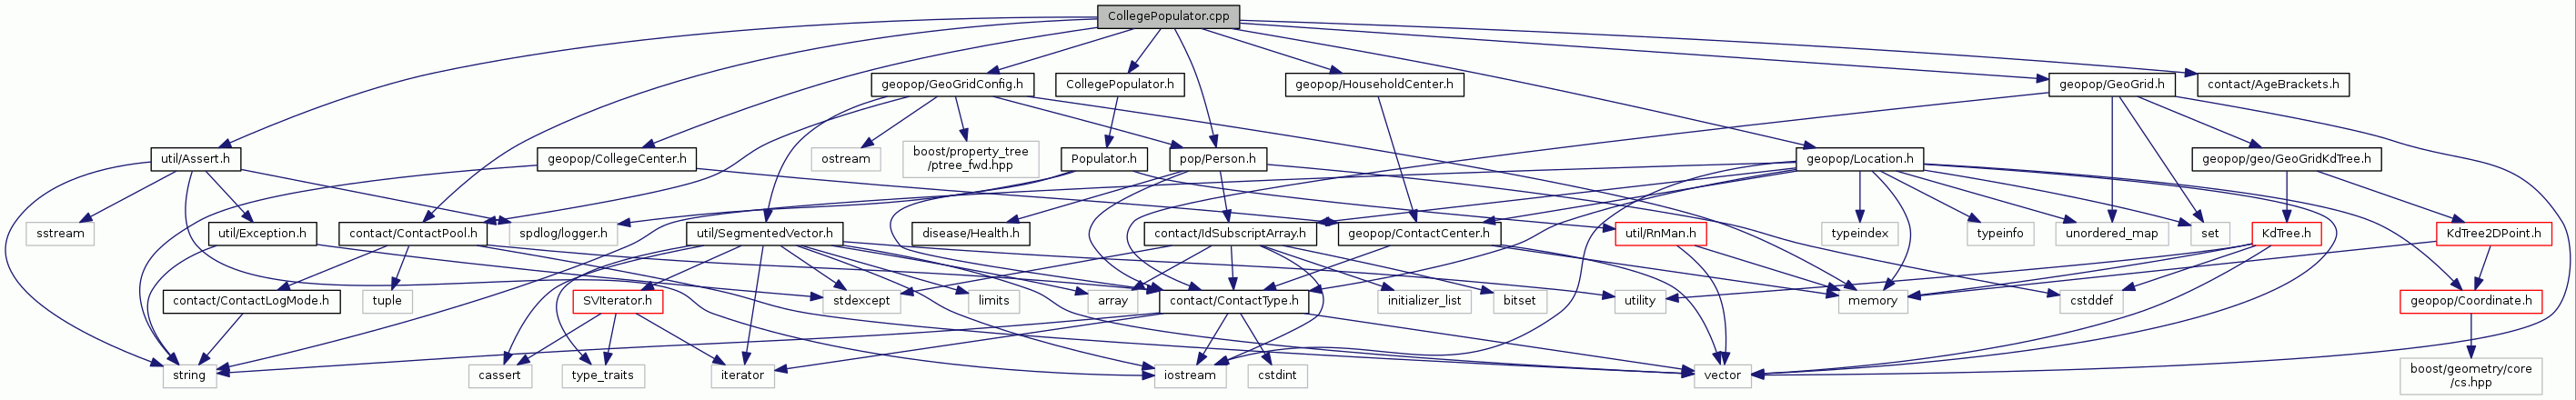 CollegePopulator.cpp
geopop/GeoGridConfig.h
CollegePopulator.h
geopop/HouseholdCenter.h
geopop/GeoGrid.h
contact/AgeBrackets.h
util/Assert.h
geopop/CollegeCenter.h
ostream
boost/property_tree
/ptree_fwd.hpp
Populator.h
pop/Person.h
geopop/Location.h
geopop/geo/GeoGridKdTree.h
sstream
util/Exception.h
contact/ContactPool.h
spdlog/logger.h
util/SegmentedVector.h
disease/Health.h
contact/IdSubscriptArray.h
geopop/ContactCenter.h
util/RnMan.h
typeindex
typeinfo
unordered_map
set
KdTree.h
KdTree2DPoint.h
contact/ContactLogMode.h
tuple
SVIterator.h
stdexcept
limits
array
contact/ContactType.h
initializer_list
bitset
utility
memory
cstddef
geopop/Coordinate.h
string
cassert
type_traits
iterator
iostream
cstdint
vector
boost/geometry/core
/cs.hpp